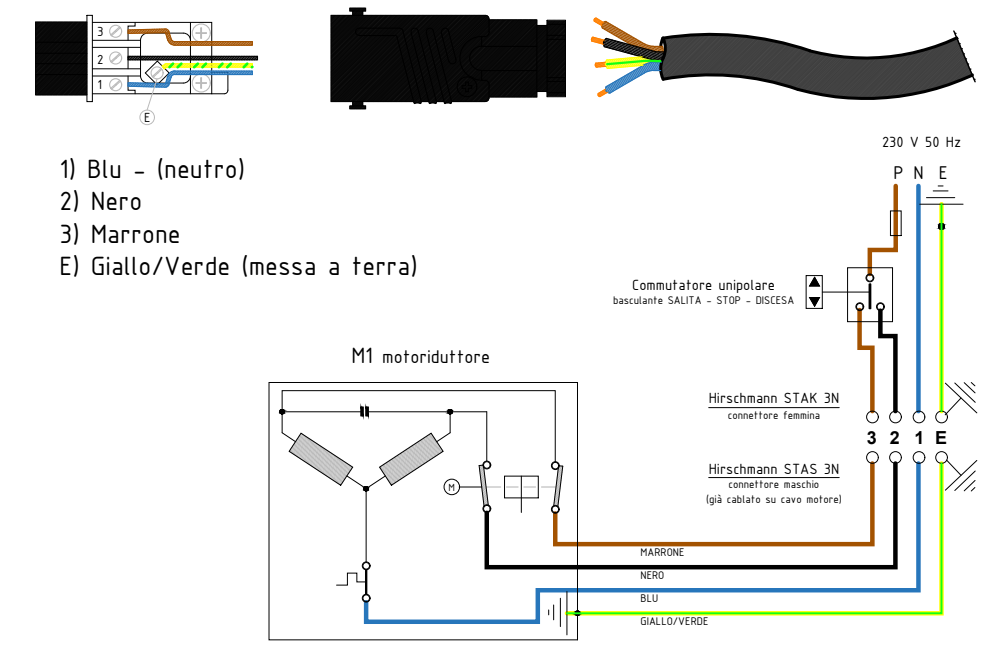 3
2
1
E
1) Blu - (neutro)
2) Nero
3) Marrone
E) Giallo/Verde (messa a terra)
230 V 50 Hz
P N E
Commutatore unipolare
basculante SALITA - STOP - DISCESA
M1 motoriduttore
Hirschmann STAK 3N
connettore femmina
3 2 1 E
Hirschmann STAS 3N
connettore maschio
(già cablato su cavo motore)
M
MARRONE
NERO
BLU
GIALLO/VERDE